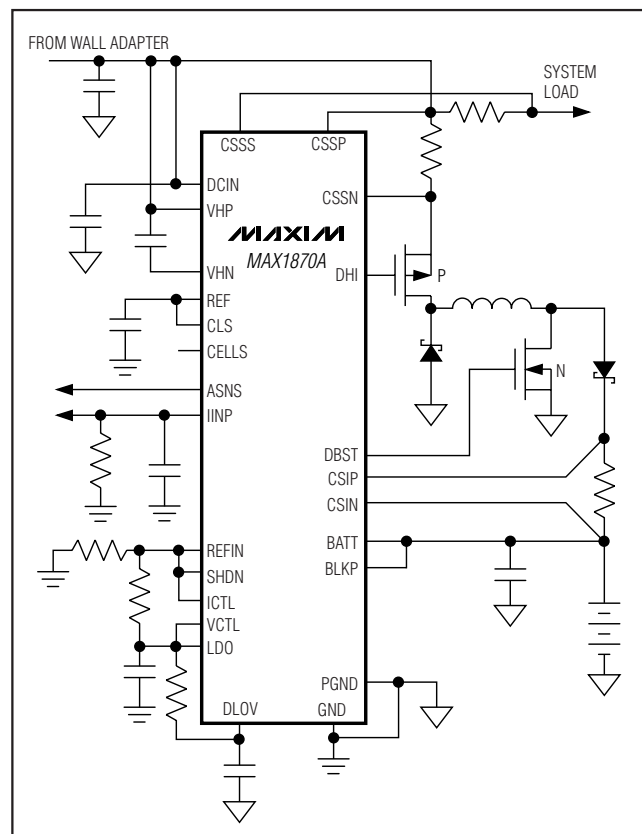 FROM WALL ADAPTER
SYSTEM
LOAD
CSSS
CSSP
DCIN
VHP
VHN
REF
CLS
CELLS
ASNS
IINP
REFIN
SHDN
ICTL
VCTL
LDO
DLOV
GND
MAXIM
MAX1870A
CSSN
DHI
P
N
DBST
CSIP
CSIN
BATT
BLKP
PGND